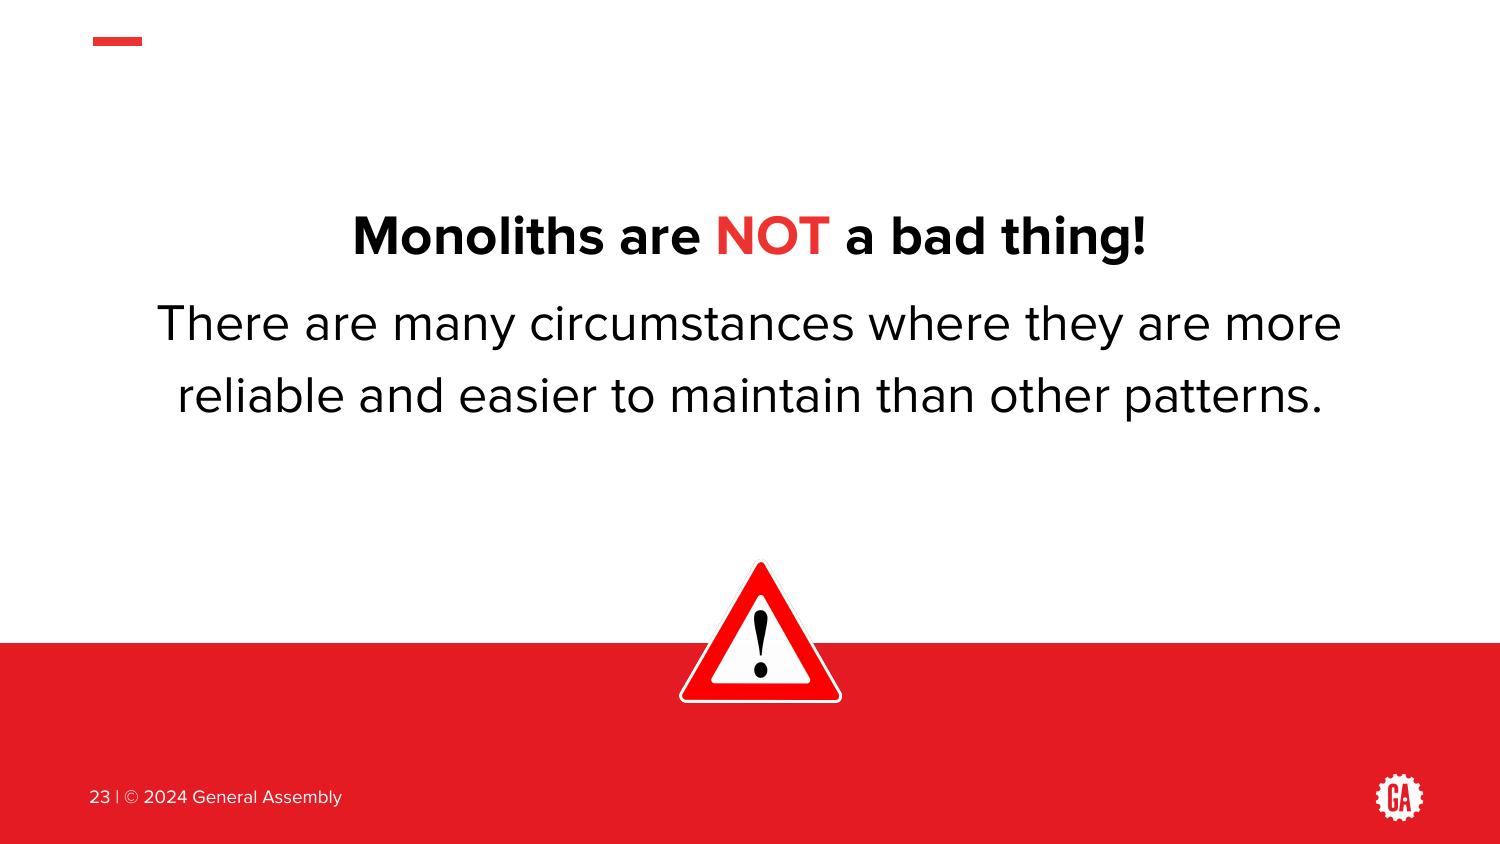 Monoliths are NOT a bad thing!
There are many circumstances where they are more
reliable and easier to maintain than other patterns.
!
23 | © 2024 General Assembly
GA